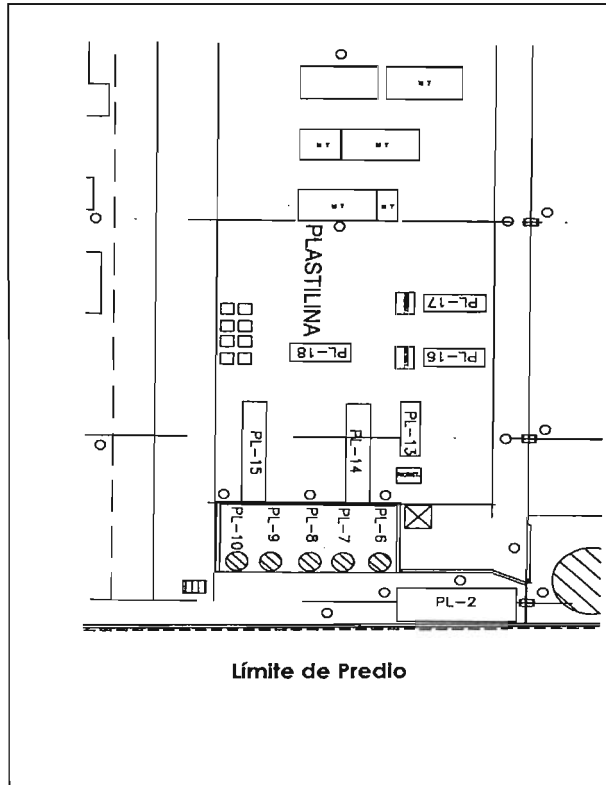 M T
M T
M T
M T
M T
PLASTILINA
PL-17
PL-18
PL-16
PL-13
PL-15
PL-14
PL-10
PL-9
PL-8
PL-7
PL-6
PL-2
Límite de Predio